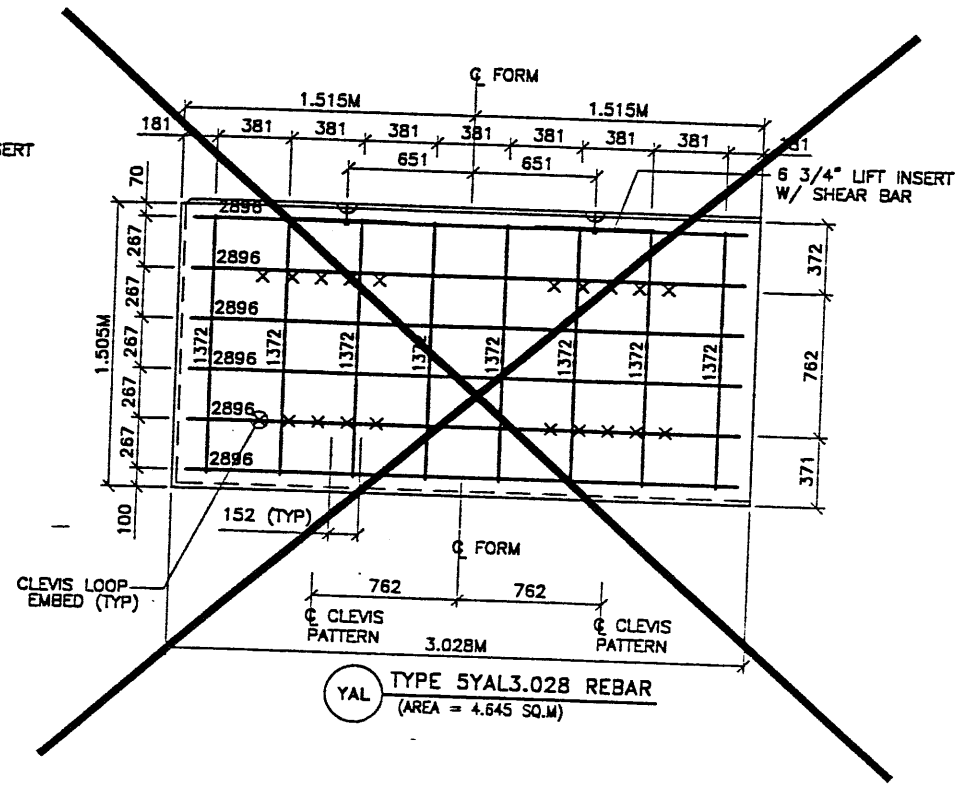 ℄ FORM
1.515M 1.515M
181 381 381 381 381 381 381 381 181
SERT
651 651
6 3/4" LIFT INSERT
W/ SHEAR BAR
70
267
267
267
267
267
100
1.505M
2896
2896
2896
2896
2896
2896
1372 1372 1372 1372 1372 1372 1372 1372
372
762
371
152 (TYP)
℄ FORM
CLEVIS LOOP
EMBED (TYP)
762 762
℄ CLEVIS
PATTERN
℄ CLEVIS
PATTERN
3.028M
YAL
TYPE 5YAL3.028 REBAR
(AREA = 4.645 SQ.M)